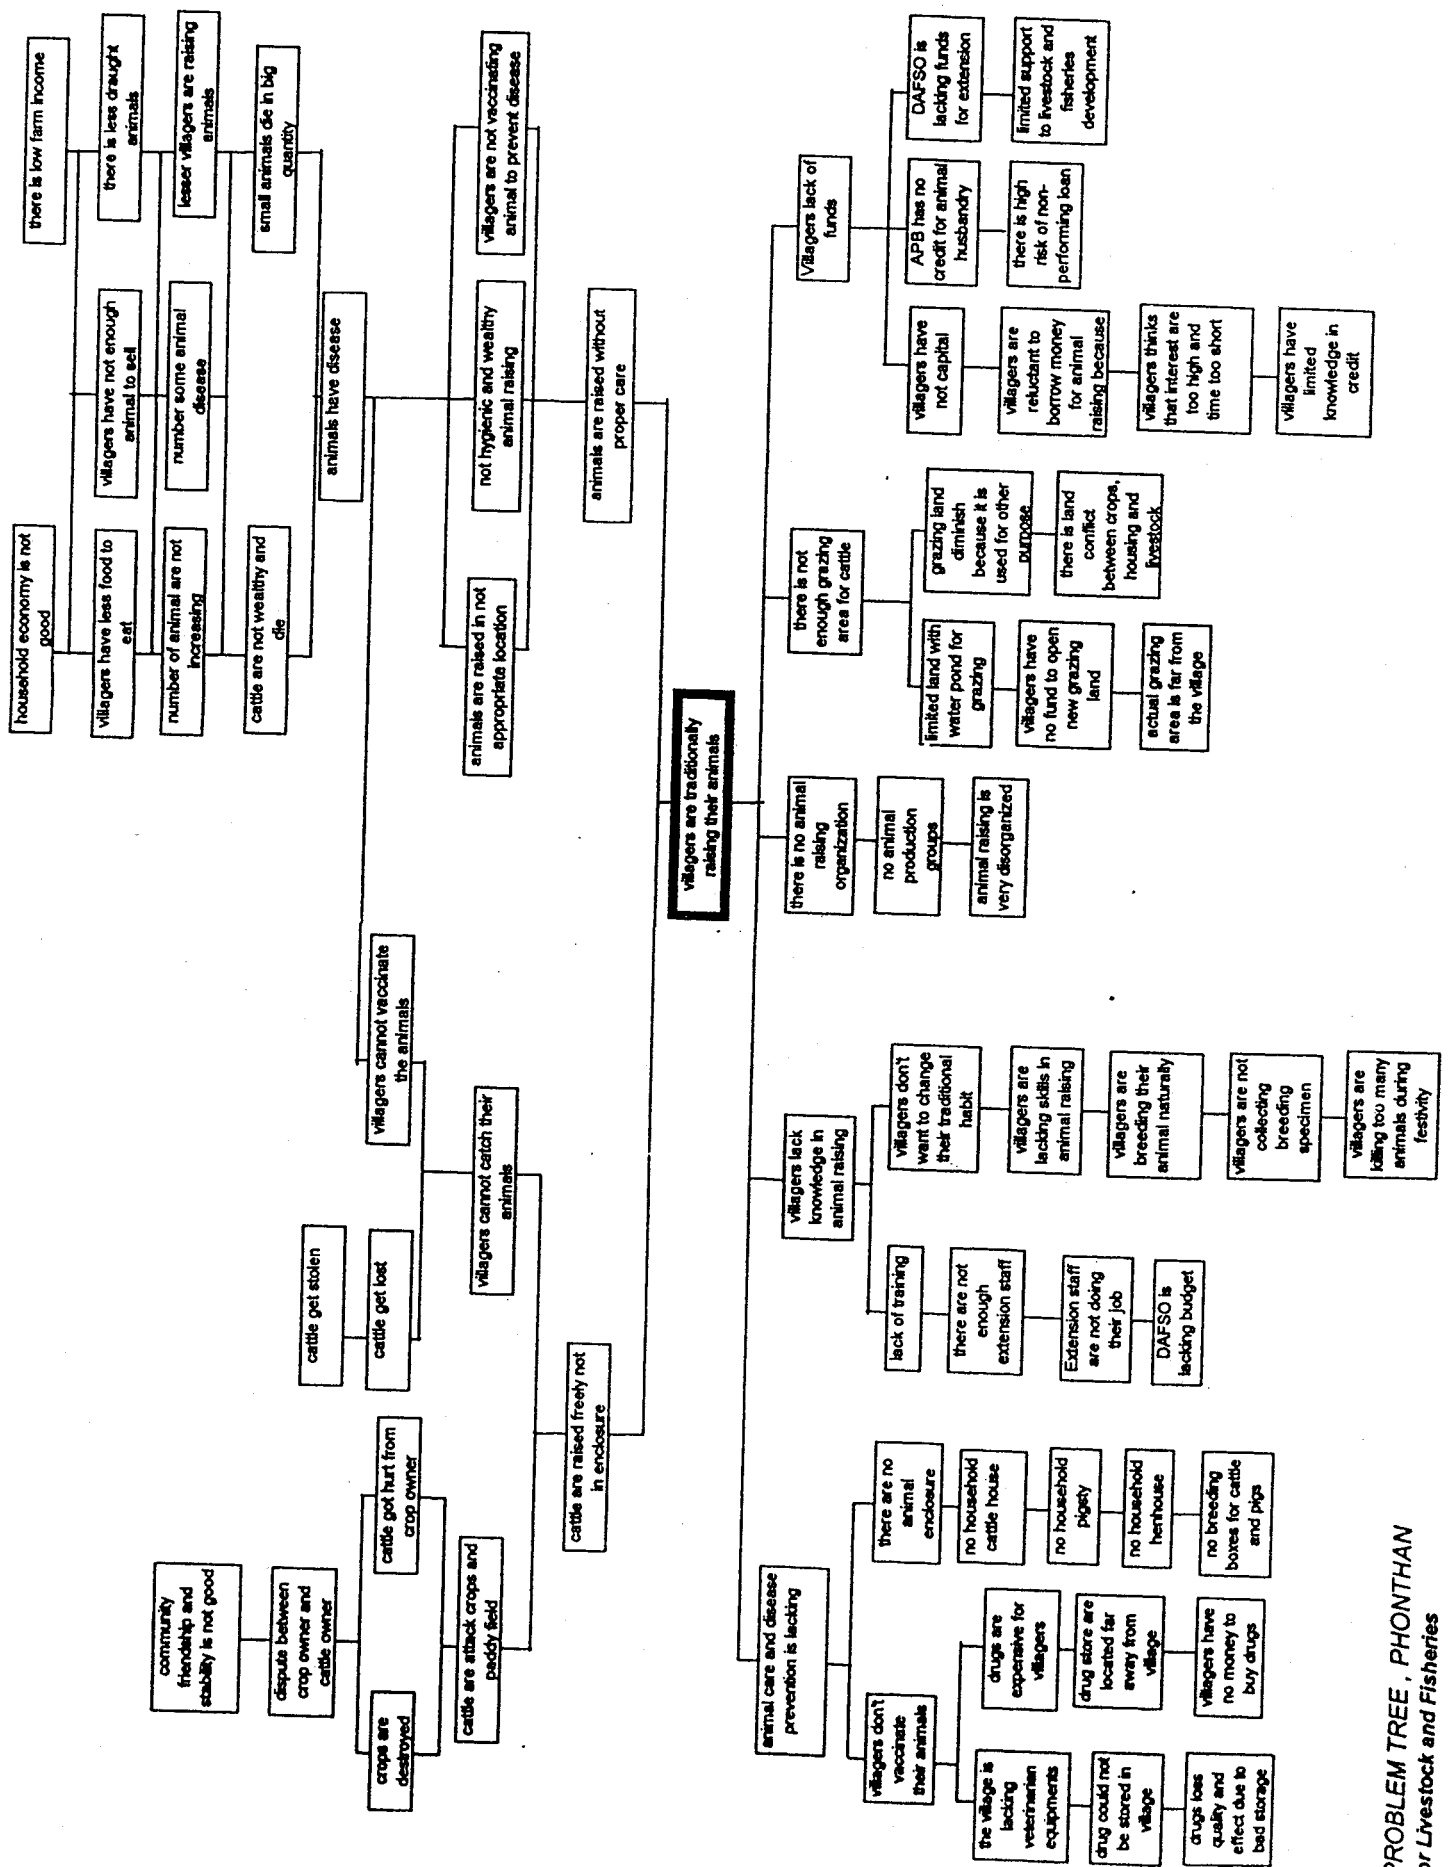 household economy is not
good
there is low farm income
villagers have less food to
eat
villagers have not enough
animal to sell
there is less draught
animals
community
friendship and
stability is not good
number of animal are not
increasing
number some animal
disease
lesser villagers are raising
animals
dispute between
crop owner and
cattle owner
cattle get stolen
cattle are not wealthy and
die
small animals die in big
quantity
crops are
destroyed
cattle got hurt from
crop owner
cattle get lost
villagers cannot vaccinate
the animals
animals have disease
cattle are attack crops and
paddy field
villagers cannot catch their
animals
animals are raised in not
appropriate location
not hygienic and wealthy
animal raising
villagers are not vaccinating
animal to prevent disease
cattle are raised freely not
in enclosure
animals are raised without
proper care
villagers are traditionally
raising their animals
animal care and disease
prevention is lacking
villagers lack
knowledge in
animal raising
there is no animal
raising
organization
there is not
enough grazing
area for cattle
Villagers lack of
funds
villagers don't
vaccinate
their animals
there are no
animal
enclosure
lack of training
villagers don't
want to change
their traditional
habit
no animal
production
groups
limited land with
water pond for
grazing
grazing land
diminish
because it is
used for other
purpose
villagers have
not capital
APB has no
credit for animal
husbandry
DAFSO is
lacking funds
for extension
the village is
lacking
veterinarian
equipments
drugs are
expensive for
villagers
no household
cattle house
there are not
enough
extension staff
villagers are
lacking skills in
animal raising
animal raising is
very disorganized
villagers have
no fund to open
new grazing
land
there is land
conflict
between crops,
housing and
livestock
villagers are
reluctant to
borrow money
for animal
raising because
there is high
risk of non-
performing loan
limited support
to livestock and
fisheries
development
drug could not
be stored in
village
drug store are
located far
away from
village
no household
pigsty
Extension staff
are not doing
their job
villagers are
breeding their
animal naturally
actual grazing
area is far from
the village
villagers thinks
that interest are
too high and
time too short
drugs loss
quality and
effect due to
bad storage
villagers have
no money to
buy drugs
no household
henhouse
DAFSO is
lacking budget
villagers are not
collecting
breeding
specimen
villagers have
limited
knowledge in
credit
no breeding
boxes for cattle
and pigs
villagers are
killing too many
animals during
festivity
PROBLEM TREE , PHONTHAN
or Livestock and Fisheries